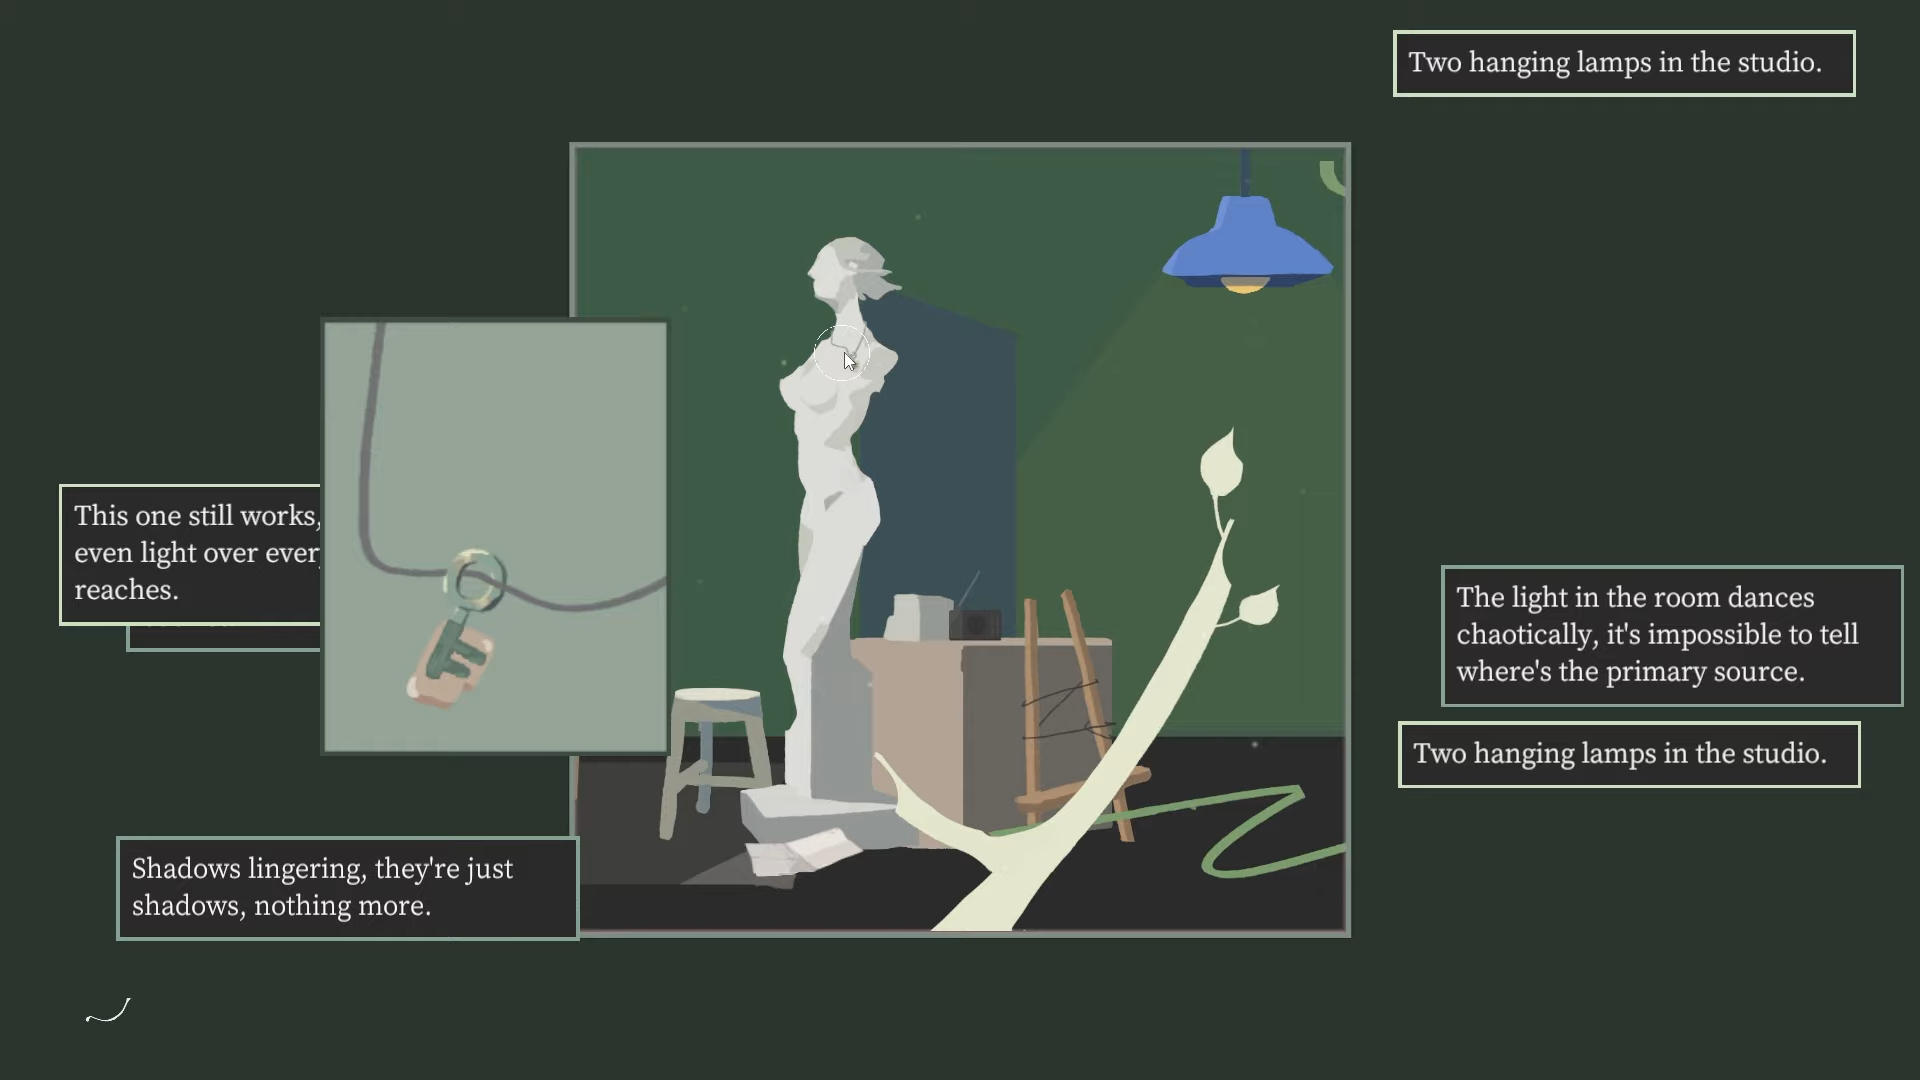 Two hanging lamps in the studio.
This one still works,
even light over every
reaches.
The light in the room dances
chaotically, it's impossible to tell
where's the primary source.
Two hanging lamps in the studio.
Shadows lingering, they're just
shadows, nothing more.